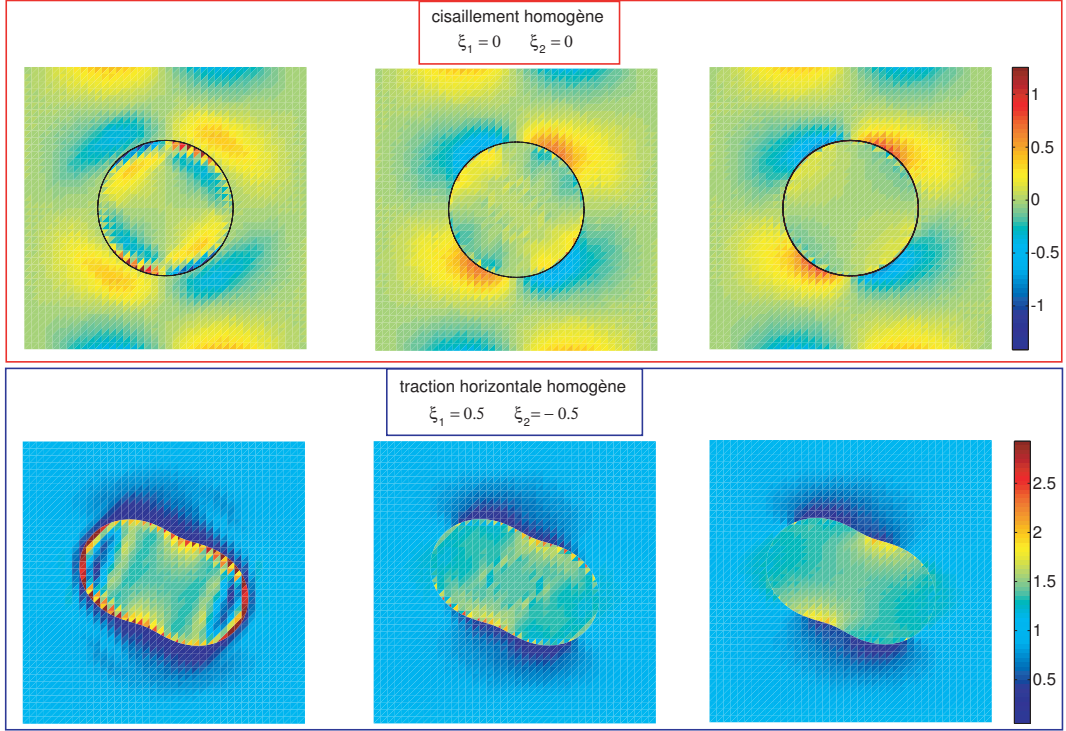 cisaillement homogène
ξ₁ = 0 ξ₂ = 0
1
0.5
0
-0.5
-1
traction horizontale homogène
ξ₁ = 0.5 ξ₂= − 0.5
2.5
2
1.5
1
0.5